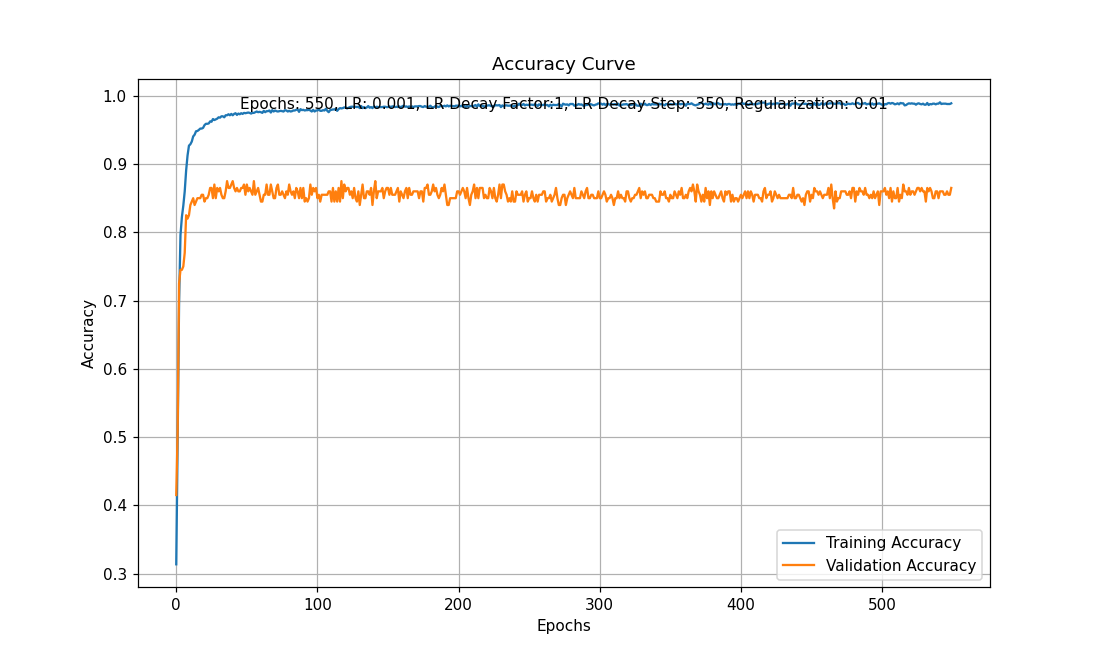 Accuracy Curve
Epochs: 550, LR: 0.001, LR Decay Factor:1, LR Decay Step: 350, Regularization: 0.01
1.0
0.9
0.8
0.7
0.6
0.5
0.4
0.3
Accuracy
Training Accuracy
Validation Accuracy
0 100 200 300 400 500
Epochs